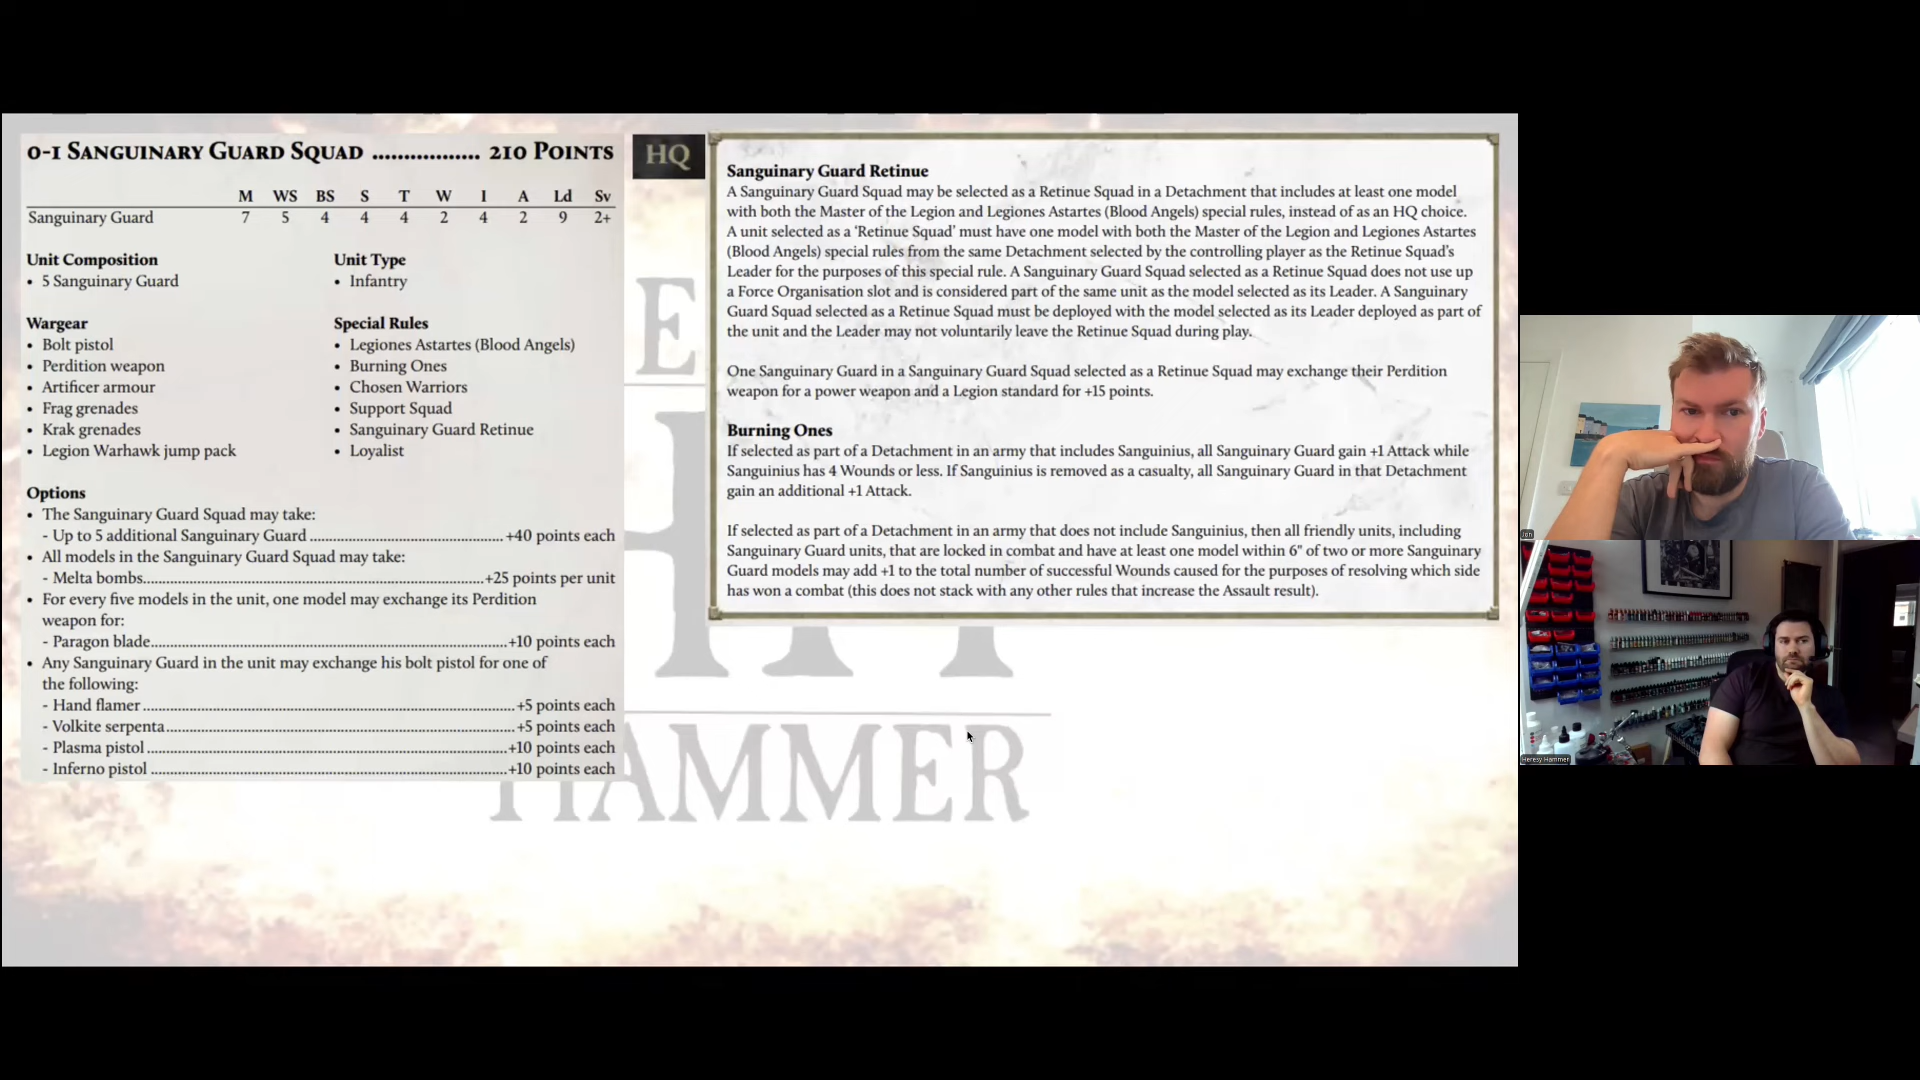 0-1 Sanguinary Guard Squad ................. 210 Points
M WS BS S T W I A Ld Sv
Sanguinary Guard 7 5 4 4 4 2 4 2 9 2+
Unit Composition
• 5 Sanguinary Guard
Unit Type
• Infantry
Wargear
• Bolt pistol
• Perdition weapon
• Artificer armour
• Frag grenades
• Krak grenades
• Legion Warhawk jump pack
Special Rules
• Legiones Astartes (Blood Angels)
• Burning Ones
• Chosen Warriors
• Support Squad
• Sanguinary Guard Retinue
• Loyalist
Options
• The Sanguinary Guard Squad may take:
- Up to 5 additional Sanguinary Guard ........ +40 points each
• All models in the Sanguinary Guard Squad may take:
- Melta bombs........ +25 points per unit
• For every five models in the unit, one model may exchange its Perdition
weapon for:
- Paragon blade........ +10 points each
• Any Sanguinary Guard in the unit may exchange his bolt pistol for one of
the following:
- Hand flamer ........ +5 points each
- Volkite serpenta ........ +5 points each
- Plasma pistol ........ +10 points each
- Inferno pistol ........ +10 points each
HQ
Sanguinary Guard Retinue
A Sanguinary Guard Squad may be selected as a Retinue Squad in a Detachment that includes at least one model
with both the Master of the Legion and Legiones Astartes (Blood Angels) special rules, instead of as an HQ choice.
A unit selected as a ‘Retinue Squad’ must have one model with both the Master of the Legion and Legiones Astartes
(Blood Angels) special rules from the same Detachment selected by the controlling player as the Retinue Squad’s
Leader for the purposes of this special rule. A Sanguinary Guard Squad selected as a Retinue Squad does not use up
a Force Organisation slot and is considered part of the same unit as the model selected as its Leader. A Sanguinary
Guard Squad selected as a Retinue Squad must be deployed with the model selected as its Leader deployed as part of
the unit and the Leader may not voluntarily leave the Retinue Squad during play.
One Sanguinary Guard in a Sanguinary Guard Squad selected as a Retinue Squad may exchange their Perdition
weapon for a power weapon and a Legion standard for +15 points.
Burning Ones
If selected as part of a Detachment in an army that includes Sanguinius, all Sanguinary Guard gain +1 Attack while
Sanguinius has 4 Wounds or less. If Sanguinius is removed as a casualty, all Sanguinary Guard in that Detachment
gain an additional +1 Attack.
If selected as part of a Detachment in an army that does not include Sanguinius, then all friendly units, including
Sanguinary Guard units, that are locked in combat and have at least one model within 6" of two or more Sanguinary
Guard models may add +1 to the total number of successful Wounds caused for the purposes of resolving which side
has won a combat (this does not stack with any other rules that increase the Assault result).
HAMMER
Jon
Heresy Hammer